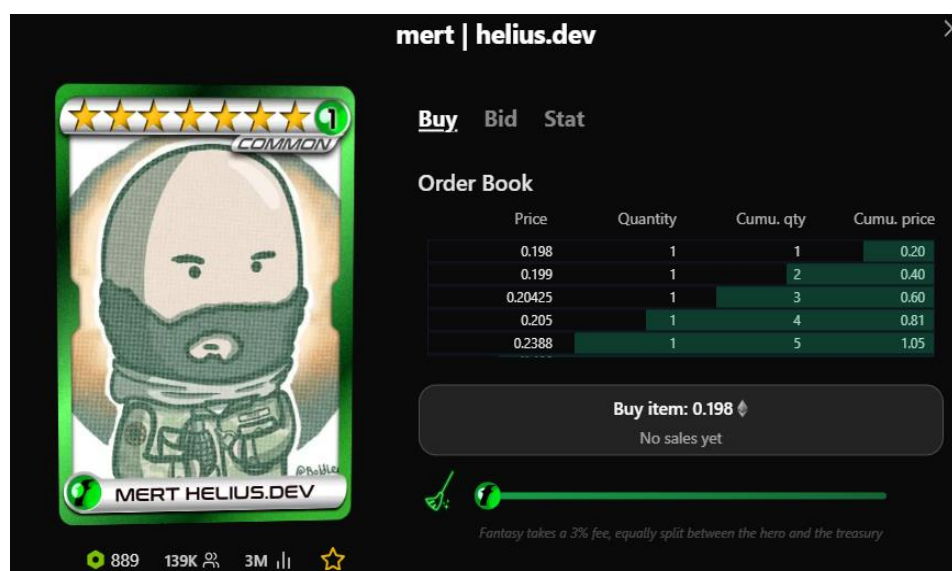 mert | helius.dev
1
COMMON
@Boldleo
MERT HELIUS.DEV
889 139K 3M
Buy Bid Stat
Order Book
Price Quantity Cumu. qty Cumu. price
0.198 1 1 0.20
0.199 1 2 0.40
0.20425 1 3 0.60
0.205 1 4 0.81
0.2388 1 5 1.05
Buy item: 0.198
No sales yet
Fantasy takes a 3% fee, equally split between the hero and the treasury